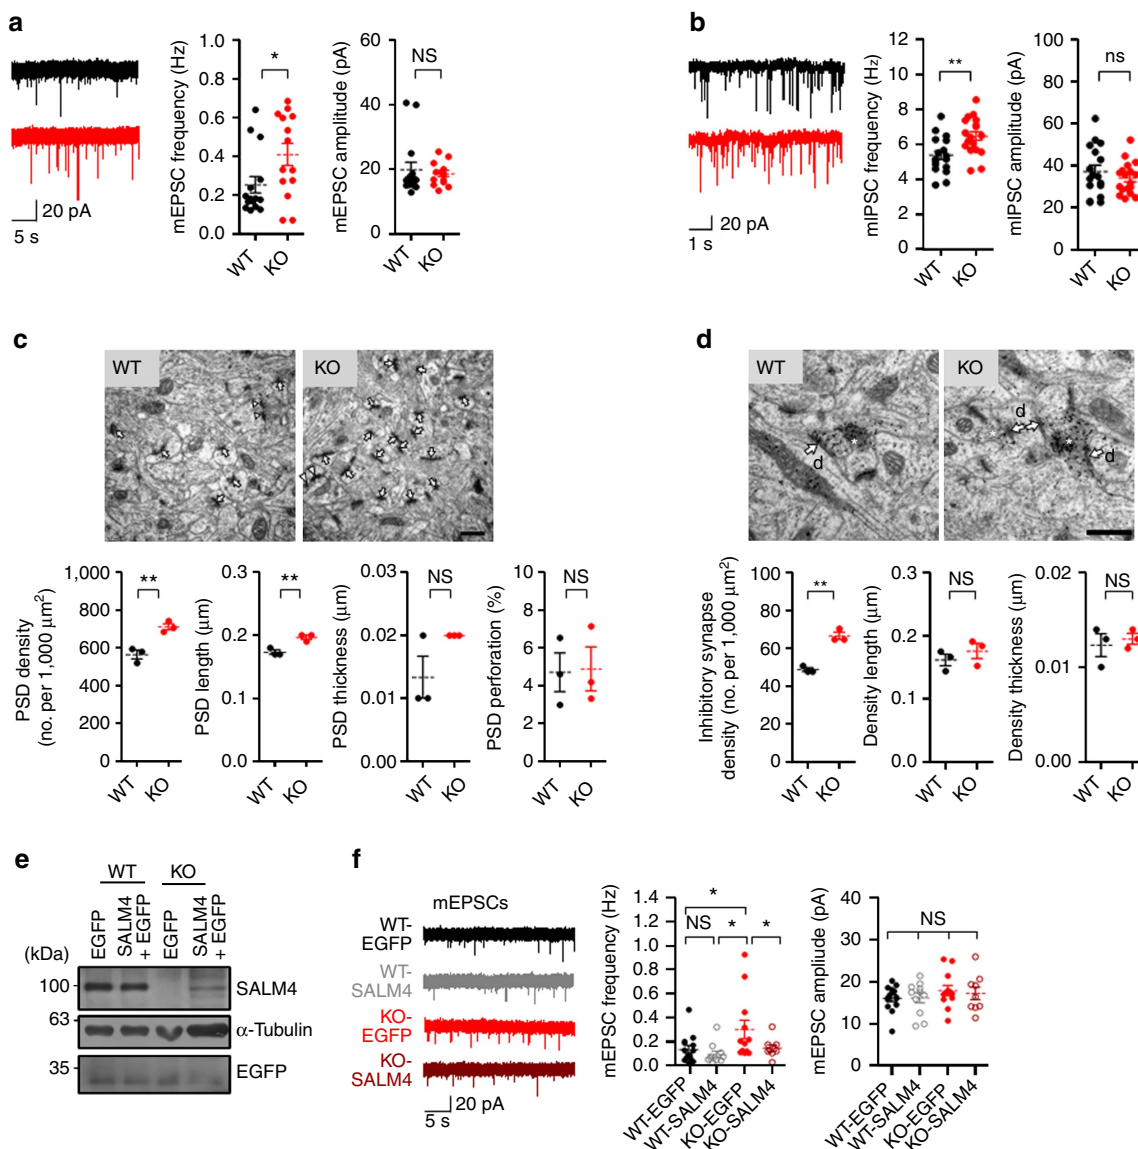 a
mEPSC frequency (Hz)
1.0
0.8
0.6
0.4
0.2
0.0
*
WT
KO
mEPSC amplitude (pA)
60
40
20
0
NS
WT
KO
20 pA
5 s
b
mIPSC frequency (Hz)
12
10
8
6
4
2
0
**
WT
KO
mIPSC amplitude (pA)
100
80
60
40
20
0
ns
WT
KO
20 pA
1 s
c
WT
KO
PSD density
(no. per 1,000 µm²)
1,000
800
600
400
200
0
**
WT
KO
PSD length (µm)
0.3
0.2
0.1
0.0
**
WT
KO
PSD thickness (µm)
0.03
0.02
0.01
0.00
NS
WT
KO
PSD perforation (%)
10
8
6
4
2
0
NS
WT
KO
d
WT
d
*
KO
d
*
d
Inhibitory synapse
density (no. per 1,000 µm²)
100
80
60
40
20
0
**
WT
KO
Density length (µm)
0.3
0.2
0.1
0.0
NS
WT
KO
Density thickness (µm)
0.02
0.01
0.00
NS
WT
KO
e
WT
KO
EGFP
SALM4
+ EGFP
EGFP
SALM4
+ EGFP
(kDa)
100
SALM4
63
α-Tubulin
35
EGFP
f
mEPSCs
WT-
EGFP
WT-
SALM4
KO-
EGFP
KO-
SALM4
20 pA
5 s
mEPSC frequency (Hz)
1.4
1.2
1.0
0.8
0.6
0.4
0.2
0
*
NS
*
*
WT-EGFP
WT-SALM4
KO-EGFP
KO-SALM4
mEPSC ampliude (pA)
40
30
20
10
0
NS
WT-EGFP
WT-SALM4
KO-EGFP
KO-SALM4